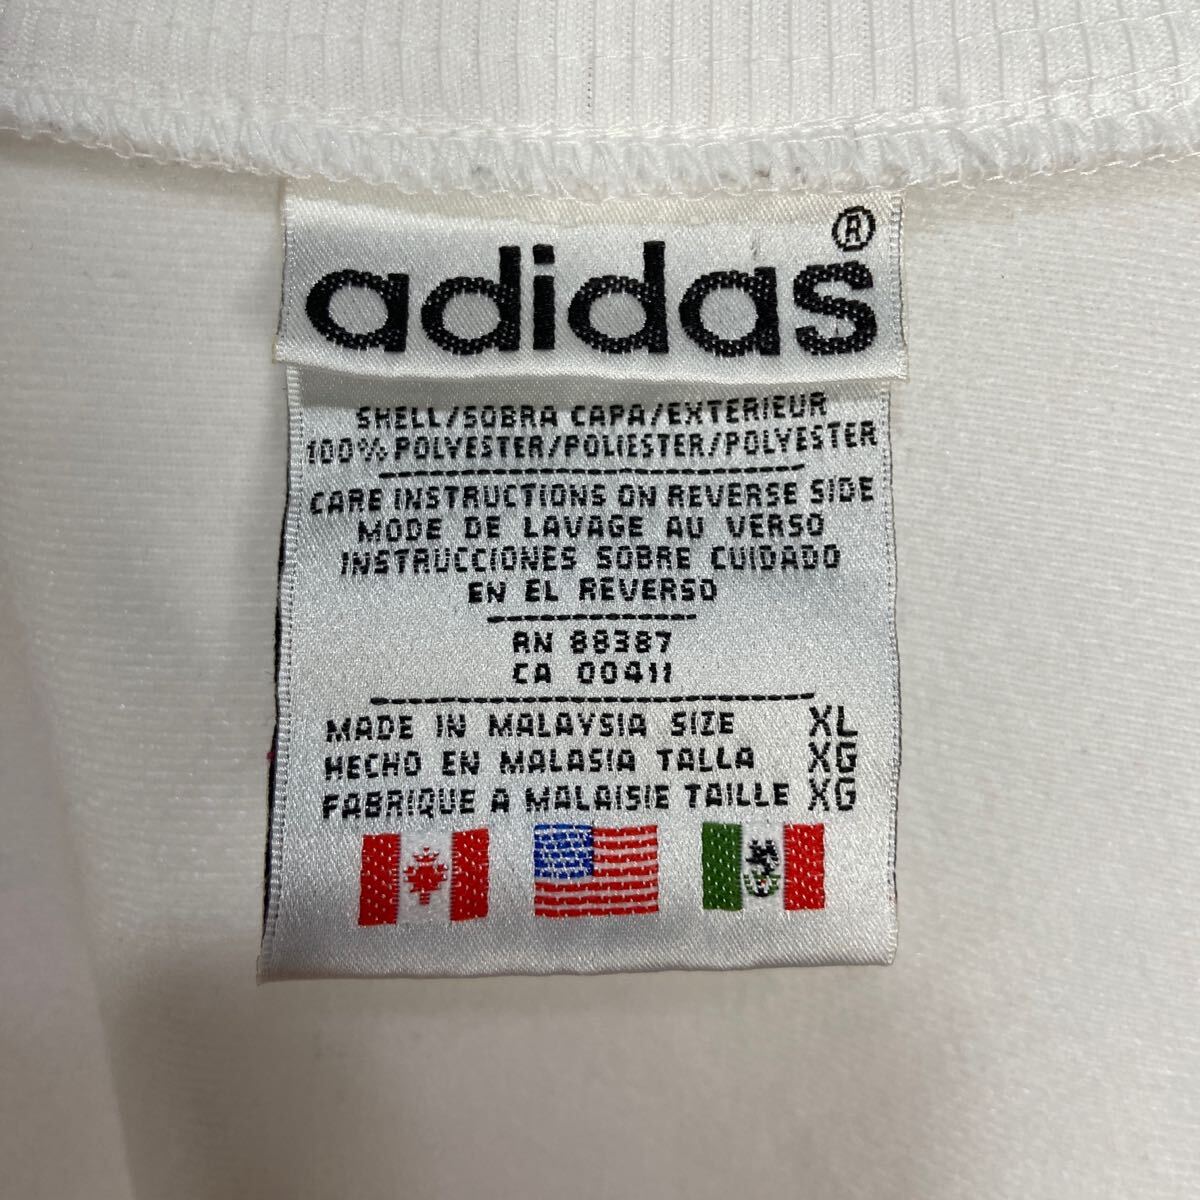 adidas®
SHELL/SOBRA CAPA/EXTERIEUR
100% POLYESTER/POLIESTER/POLYESTER
CARE INSTRUCTIONS ON REVERSE SIDE
MODE DE LAVAGE AU VERSO
INSTRUCCIONES SOBRE CUIDADO
EN EL REVERSO
RN 88387
CA 00411
MADE IN MALAYSIA SIZE XL
HECHO EN MALASIA TALLA XG
FABRIQUE A MALAISIE TAILLE XG